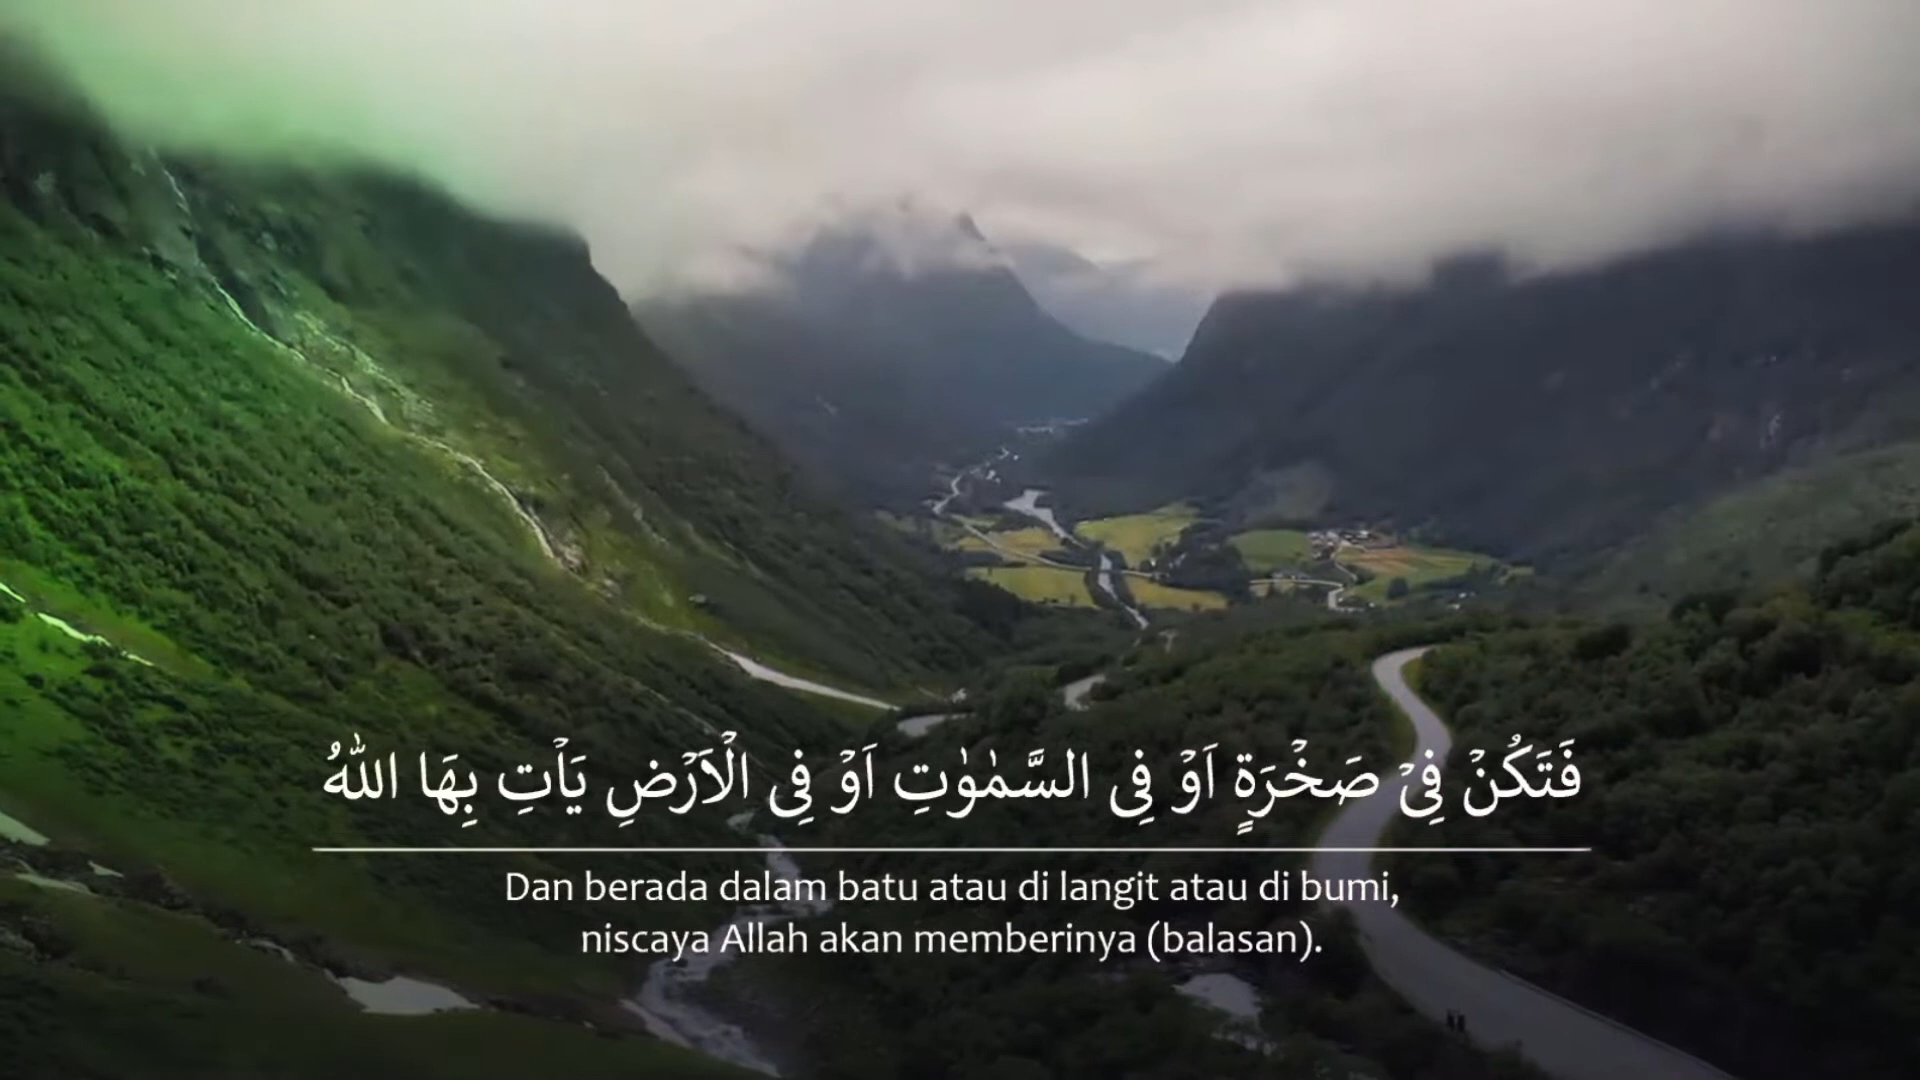 فَتَكُنْ فِيْ صَخْرَةٍ اَوْ فِى السَّمٰوٰتِ اَوْ فِى الْاَرْضِ يَأْتِ بِهَا اللّٰهُ
Dan berada dalam batu atau di langit atau di bumi,
niscaya Allah akan memberinya (balasan).